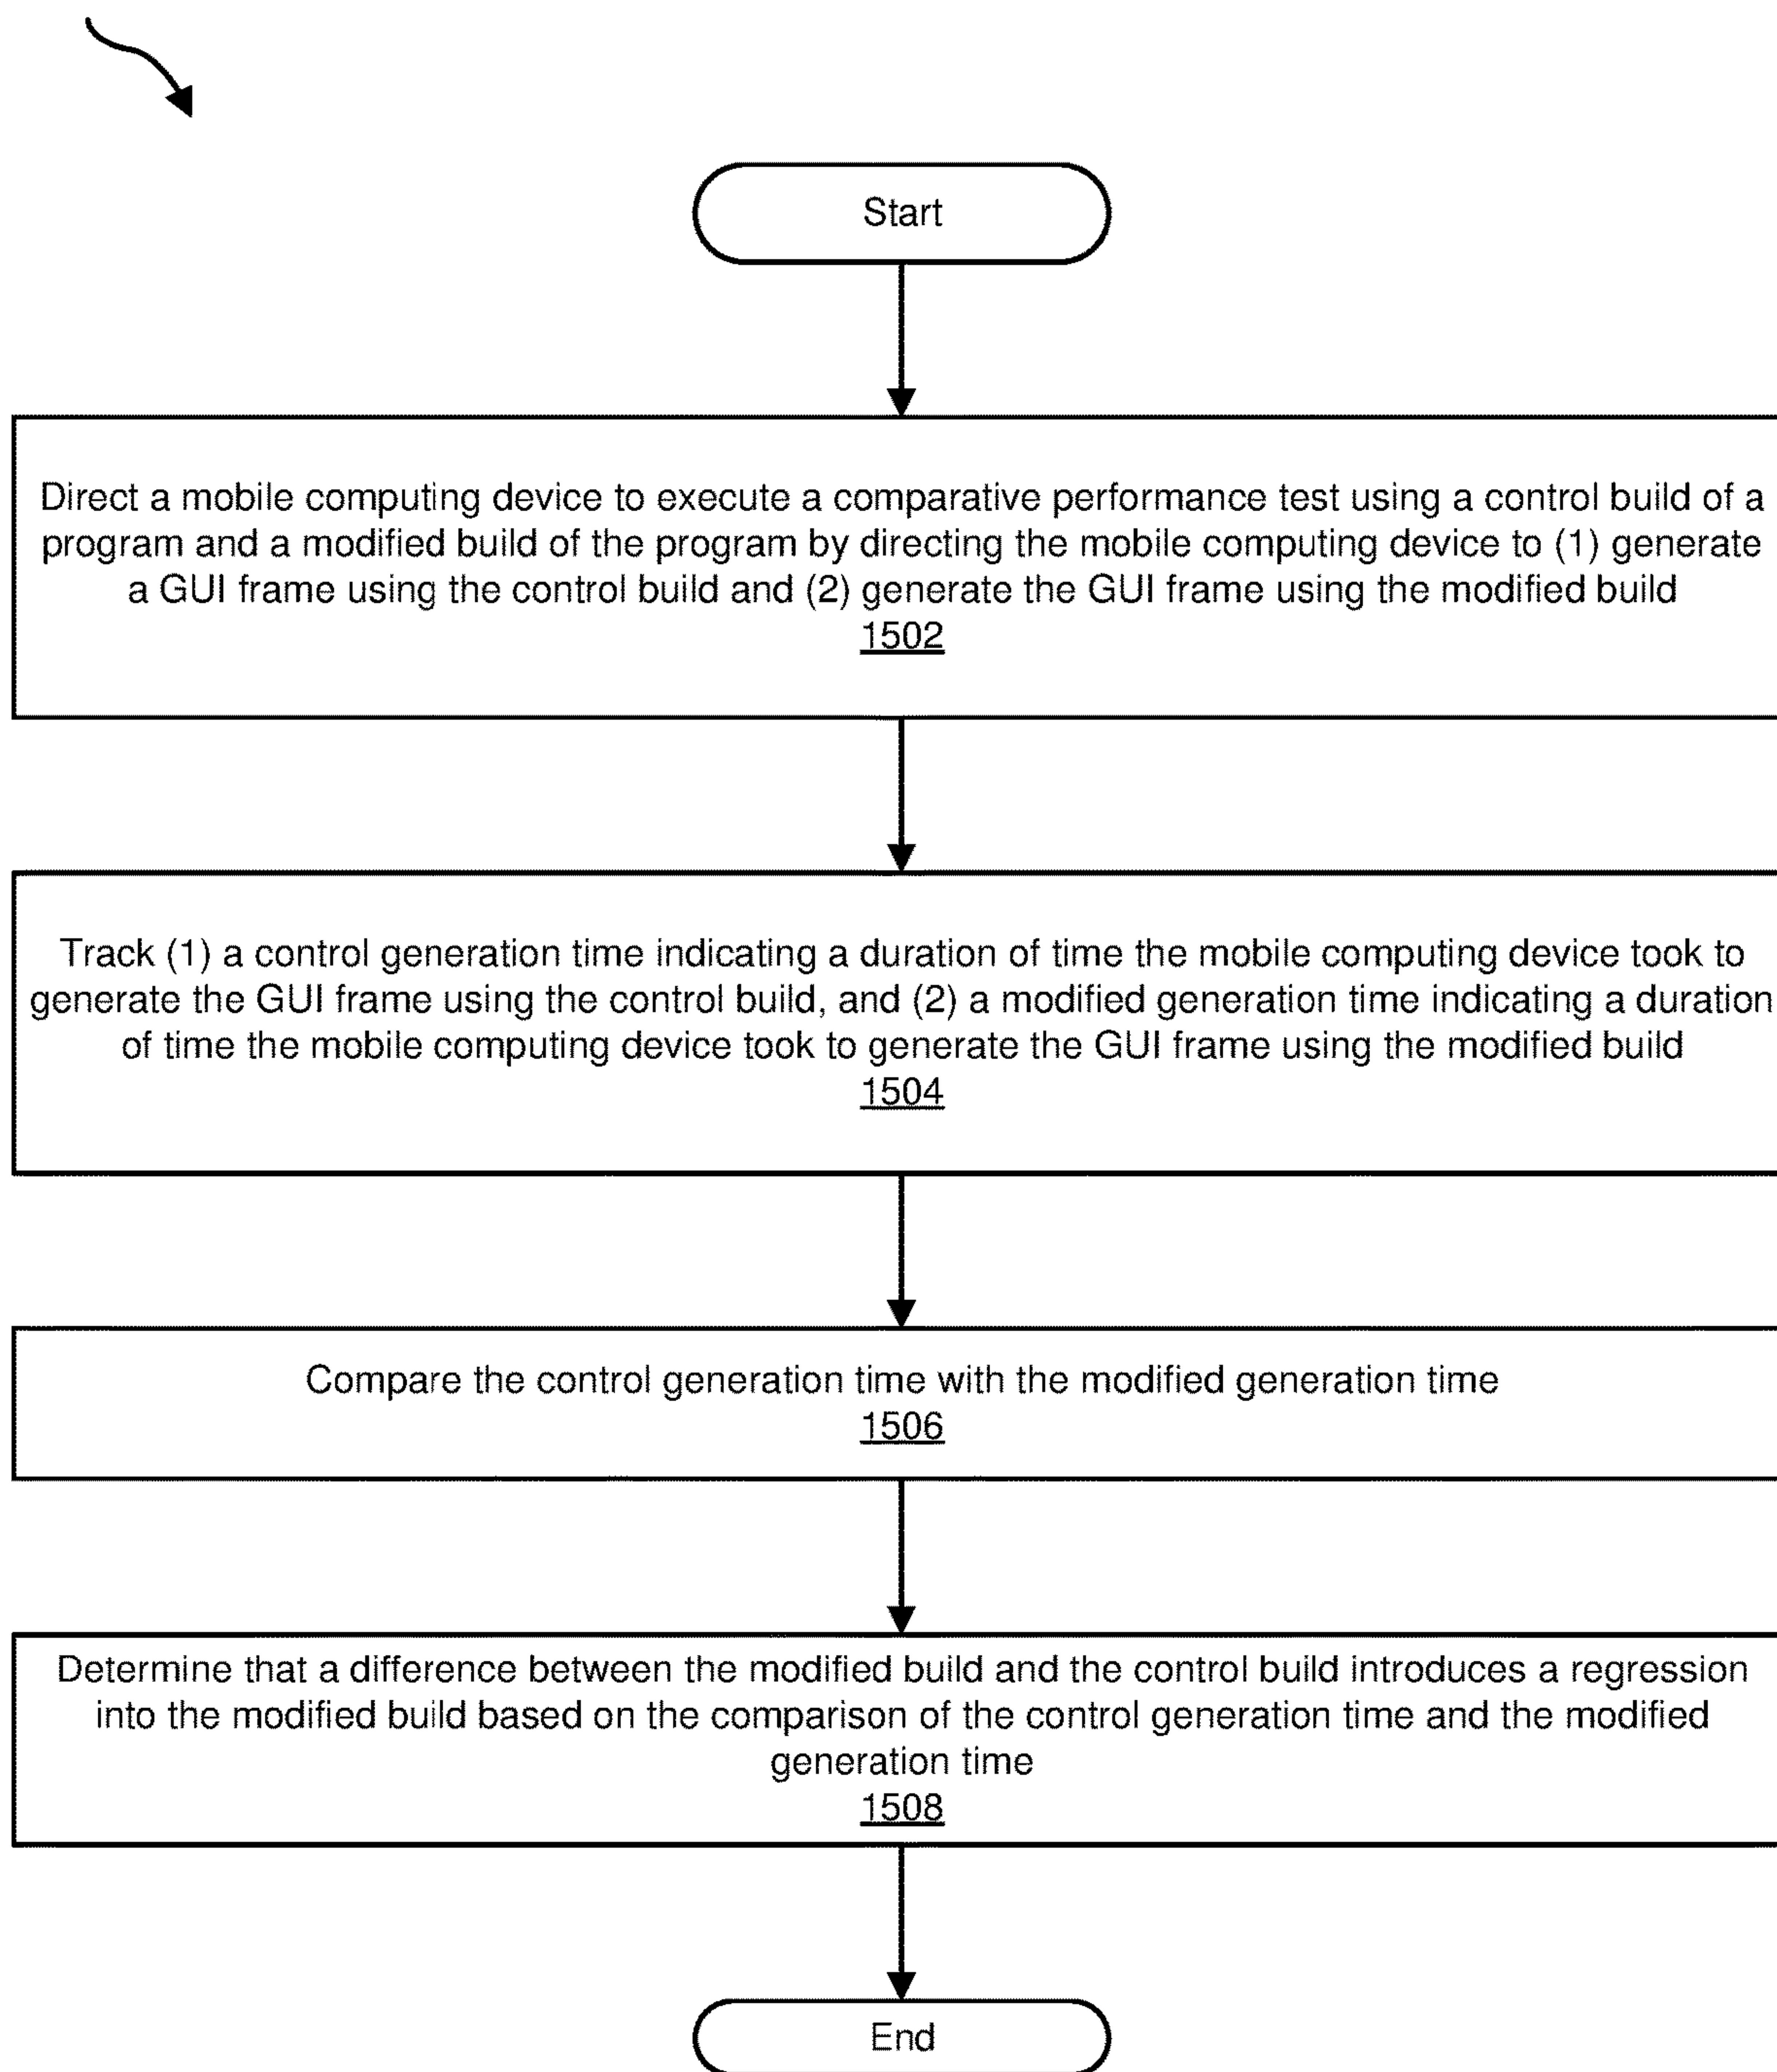 Start
Direct a mobile computing device to execute a comparative performance test using a control build of a
program and a modified build of the program by directing the mobile computing device to (1) generate
a GUI frame using the control build and (2) generate the GUI frame using the modified build
1502
Track (1) a control generation time indicating a duration of time the mobile computing device took to
generate the GUI frame using the control build, and (2) a modified generation time indicating a duration
of time the mobile computing device took to generate the GUI frame using the modified build
1504
Compare the control generation time with the modified generation time
1506
Determine that a difference between the modified build and the control build introduces a regression
into the modified build based on the comparison of the control generation time and the modified
generation time
1508
End